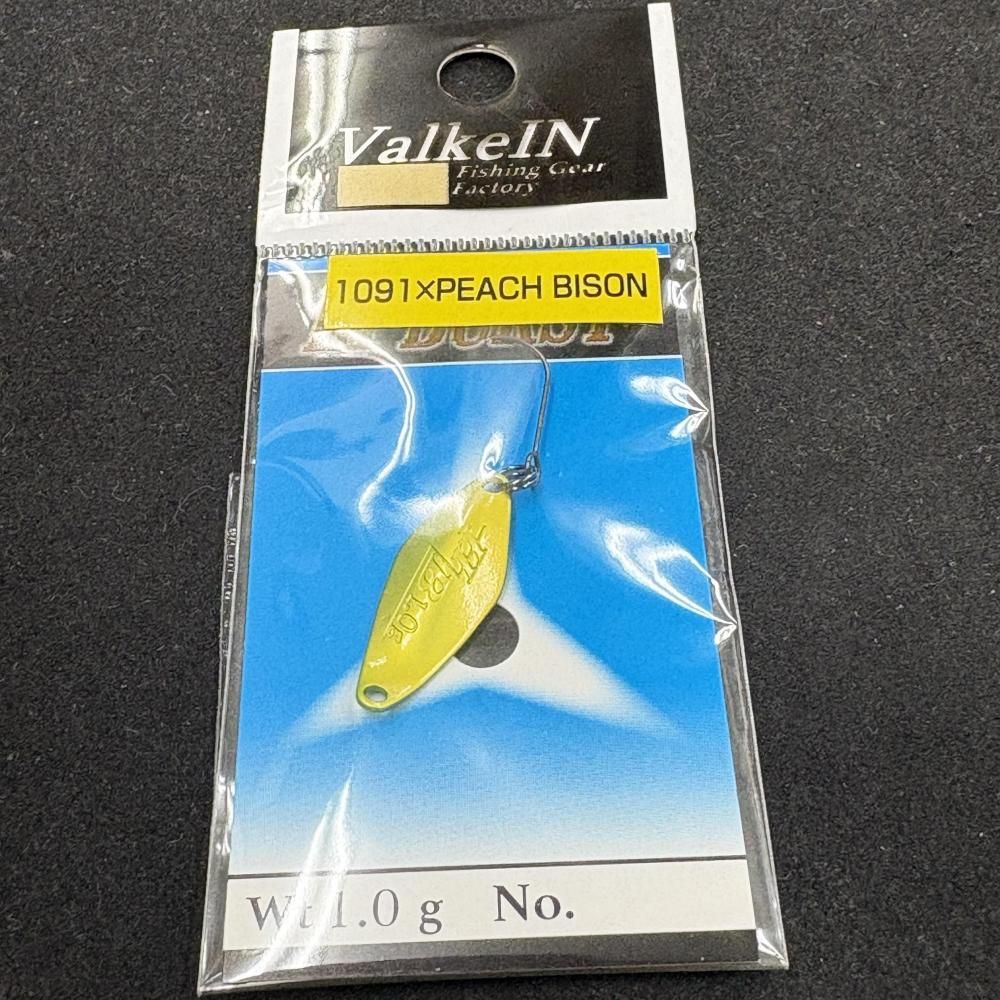 ValkeIN
Fishing Gear
Factory
1091×PEACH BISON
Wt 1.0 g No.